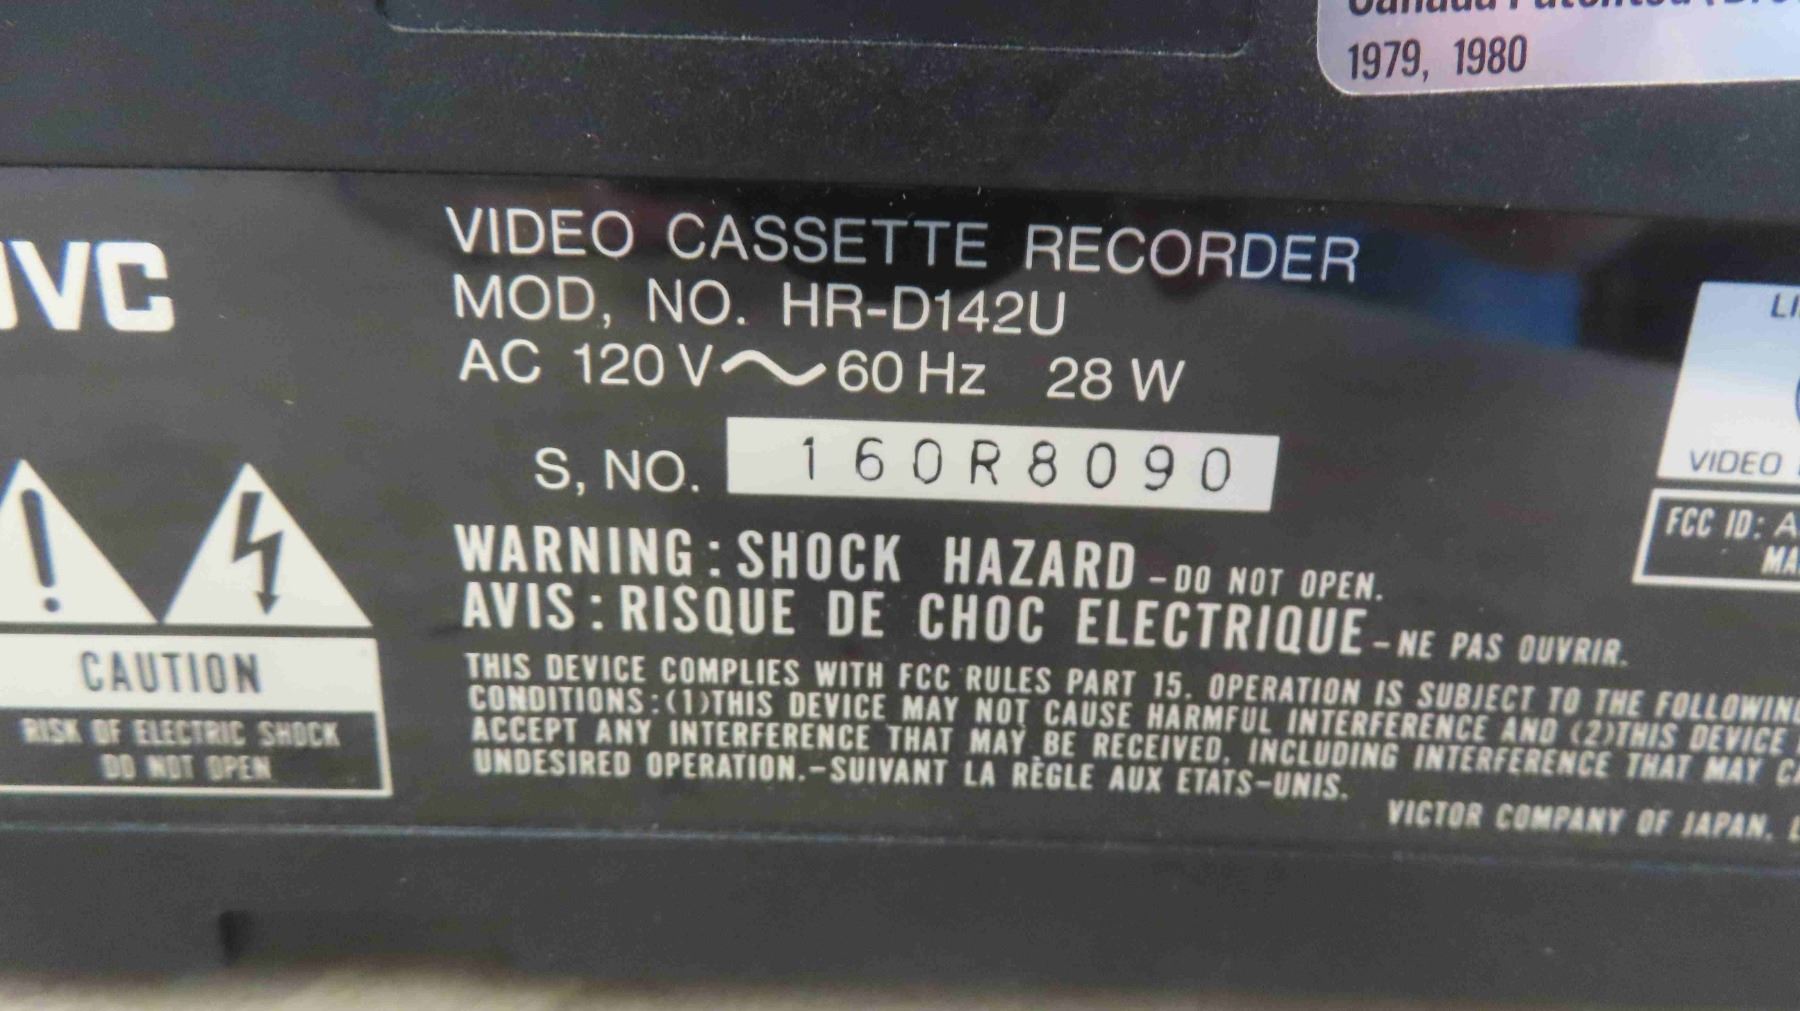 1979, 1980
JVC
VIDEO CASSETTE RECORDER
MOD, NO. HR-D142U
AC 120 V~60 Hz 28 W
S, NO. 160R8090
WARNING: SHOCK HAZARD - DO NOT OPEN.
AVIS: RISQUE DE CHOC ELECTRIQUE - NE PAS OUVRIR.
THIS DEVICE COMPLIES WITH FCC RULES PART 15. OPERATION IS SUBJECT TO THE FOLLOWING
CONDITIONS:(1)THIS DEVICE MAY NOT CAUSE HARMFUL INTERFERENCE AND (2)THIS DEVICE
ACCEPT ANY INTERFERENCE THAT MAY BE RECEIVED, INCLUDING INTERFERENCE THAT MAY
UNDESIRED OPERATION.-SUIVANT LA RÈGLE AUX ETATS-UNIS.
VICTOR COMPANY OF JAPAN,
CAUTION
RISK OF ELECTRIC SHOCK
DO NOT OPEN
VIDEO
FCC ID: